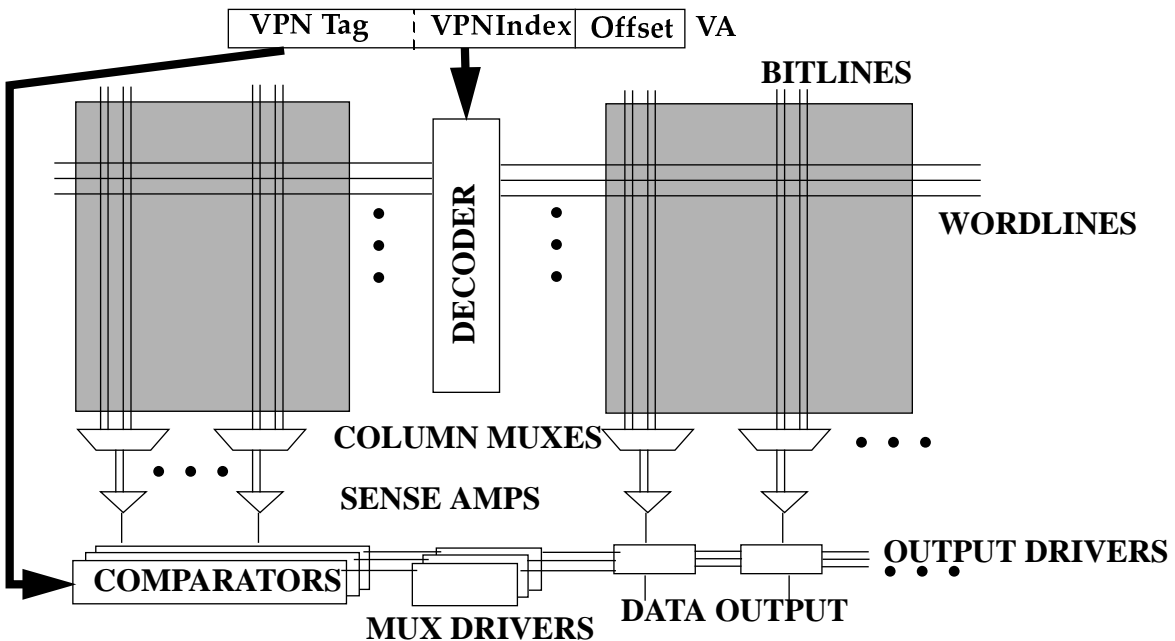 VPN Tag VPNIndex Offset VA
BITLINES
DECODER
WORDLINES
COLUMN MUXES
SENSE AMPS
OUTPUT DRIVERS
COMPARATORS
DATA OUTPUT
MUX DRIVERS